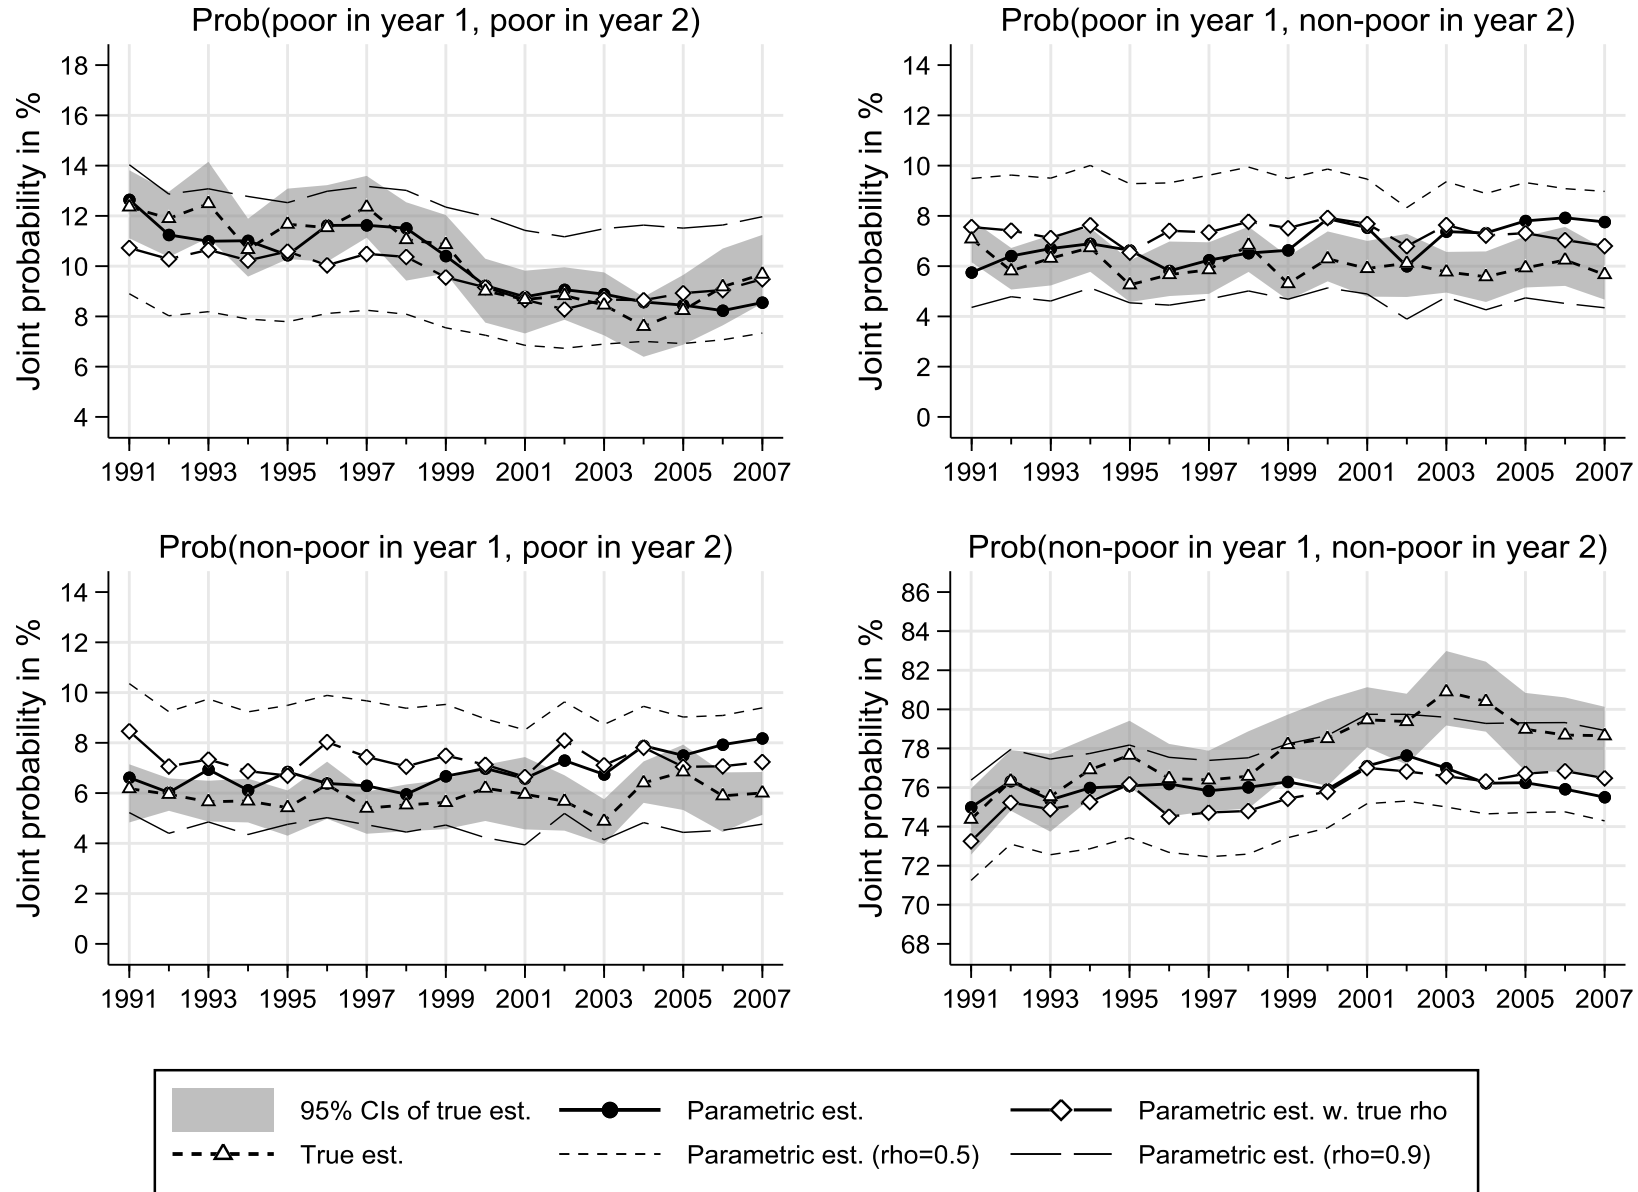 Prob(poor in year 1, poor in year 2)
Joint probability in %
18
16
14
12
10
8
6
4
1991 1993 1995 1997 1999 2001 2003 2005 2007
Prob(poor in year 1, non-poor in year 2)
Joint probability in %
14
12
10
8
6
4
2
0
1991 1993 1995 1997 1999 2001 2003 2005 2007
Prob(non-poor in year 1, poor in year 2)
Joint probability in %
14
12
10
8
6
4
2
0
1991 1993 1995 1997 1999 2001 2003 2005 2007
Prob(non-poor in year 1, non-poor in year 2)
Joint probability in %
86
84
82
80
78
76
74
72
70
68
1991 1993 1995 1997 1999 2001 2003 2005 2007
95% CIs of true est. Parametric est. Parametric est. w. true rho
True est. Parametric est. (rho=0.5) Parametric est. (rho=0.9)